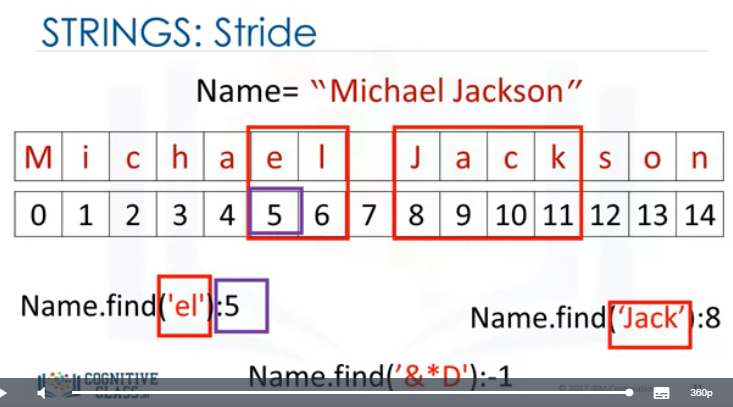 STRINGS: Stride
Name= “Michael Jackson”
M i c h a e l J a c k s o n
0 1 2 3 4 5 6 7 8 9 10 11 12 13 14
Name.find('el'):5
Name.find(‘Jack’):8
Name.find(’&*D'):-1
COGNITIVE
CLASS.ai
© 2017 IBM Corporation
360p